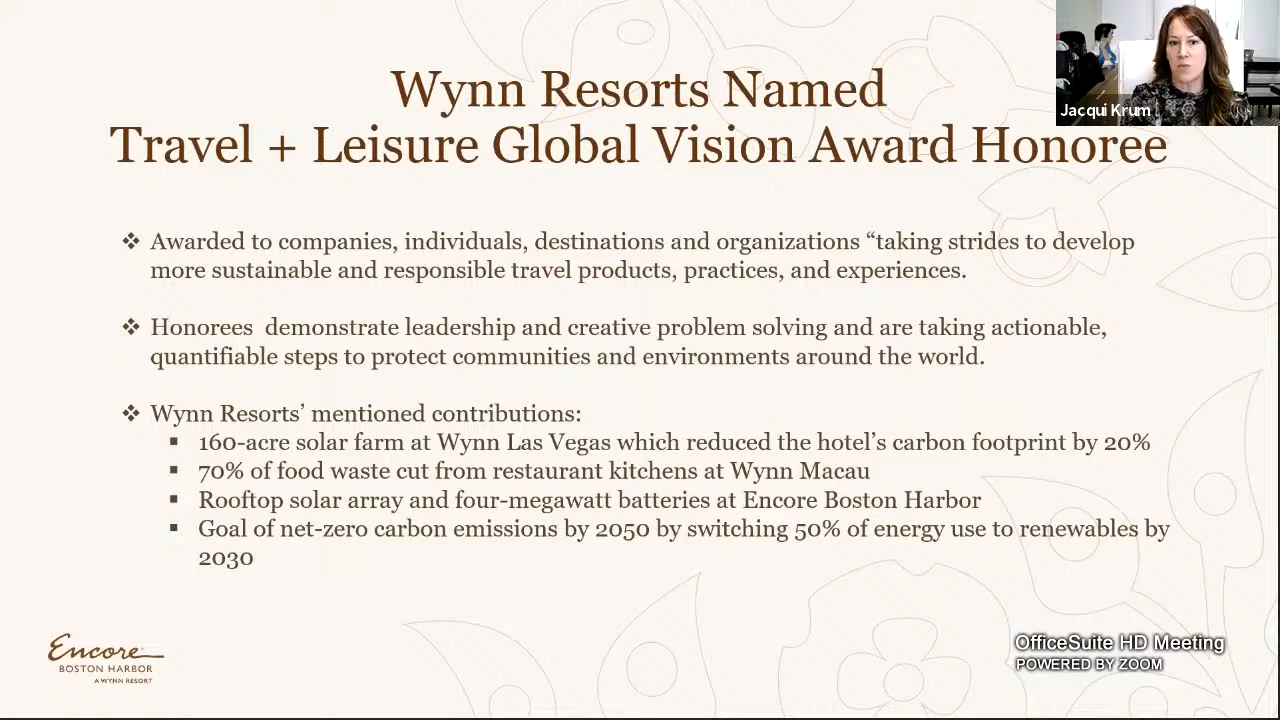 Wynn Resorts Named
Travel + Leisure Global Vision Award Honoree
Jacqui Krum
❖ Awarded to companies, individuals, destinations and organizations “taking strides to develop
more sustainable and responsible travel products, practices, and experiences.
❖ Honorees  demonstrate leadership and creative problem solving and are taking actionable,
quantifiable steps to protect communities and environments around the world.
❖ Wynn Resorts’ mentioned contributions:
▪ 160-acre solar farm at Wynn Las Vegas which reduced the hotel’s carbon footprint by 20%
▪ 70% of food waste cut from restaurant kitchens at Wynn Macau
▪ Rooftop solar array and four-megawatt batteries at Encore Boston Harbor
▪ Goal of net-zero carbon emissions by 2050 by switching 50% of energy use to renewables by
2030
Encore
BOSTON HARBOR
A WYNN RESORT
OfficeSuite HD Meeting
POWERED BY ZOOM